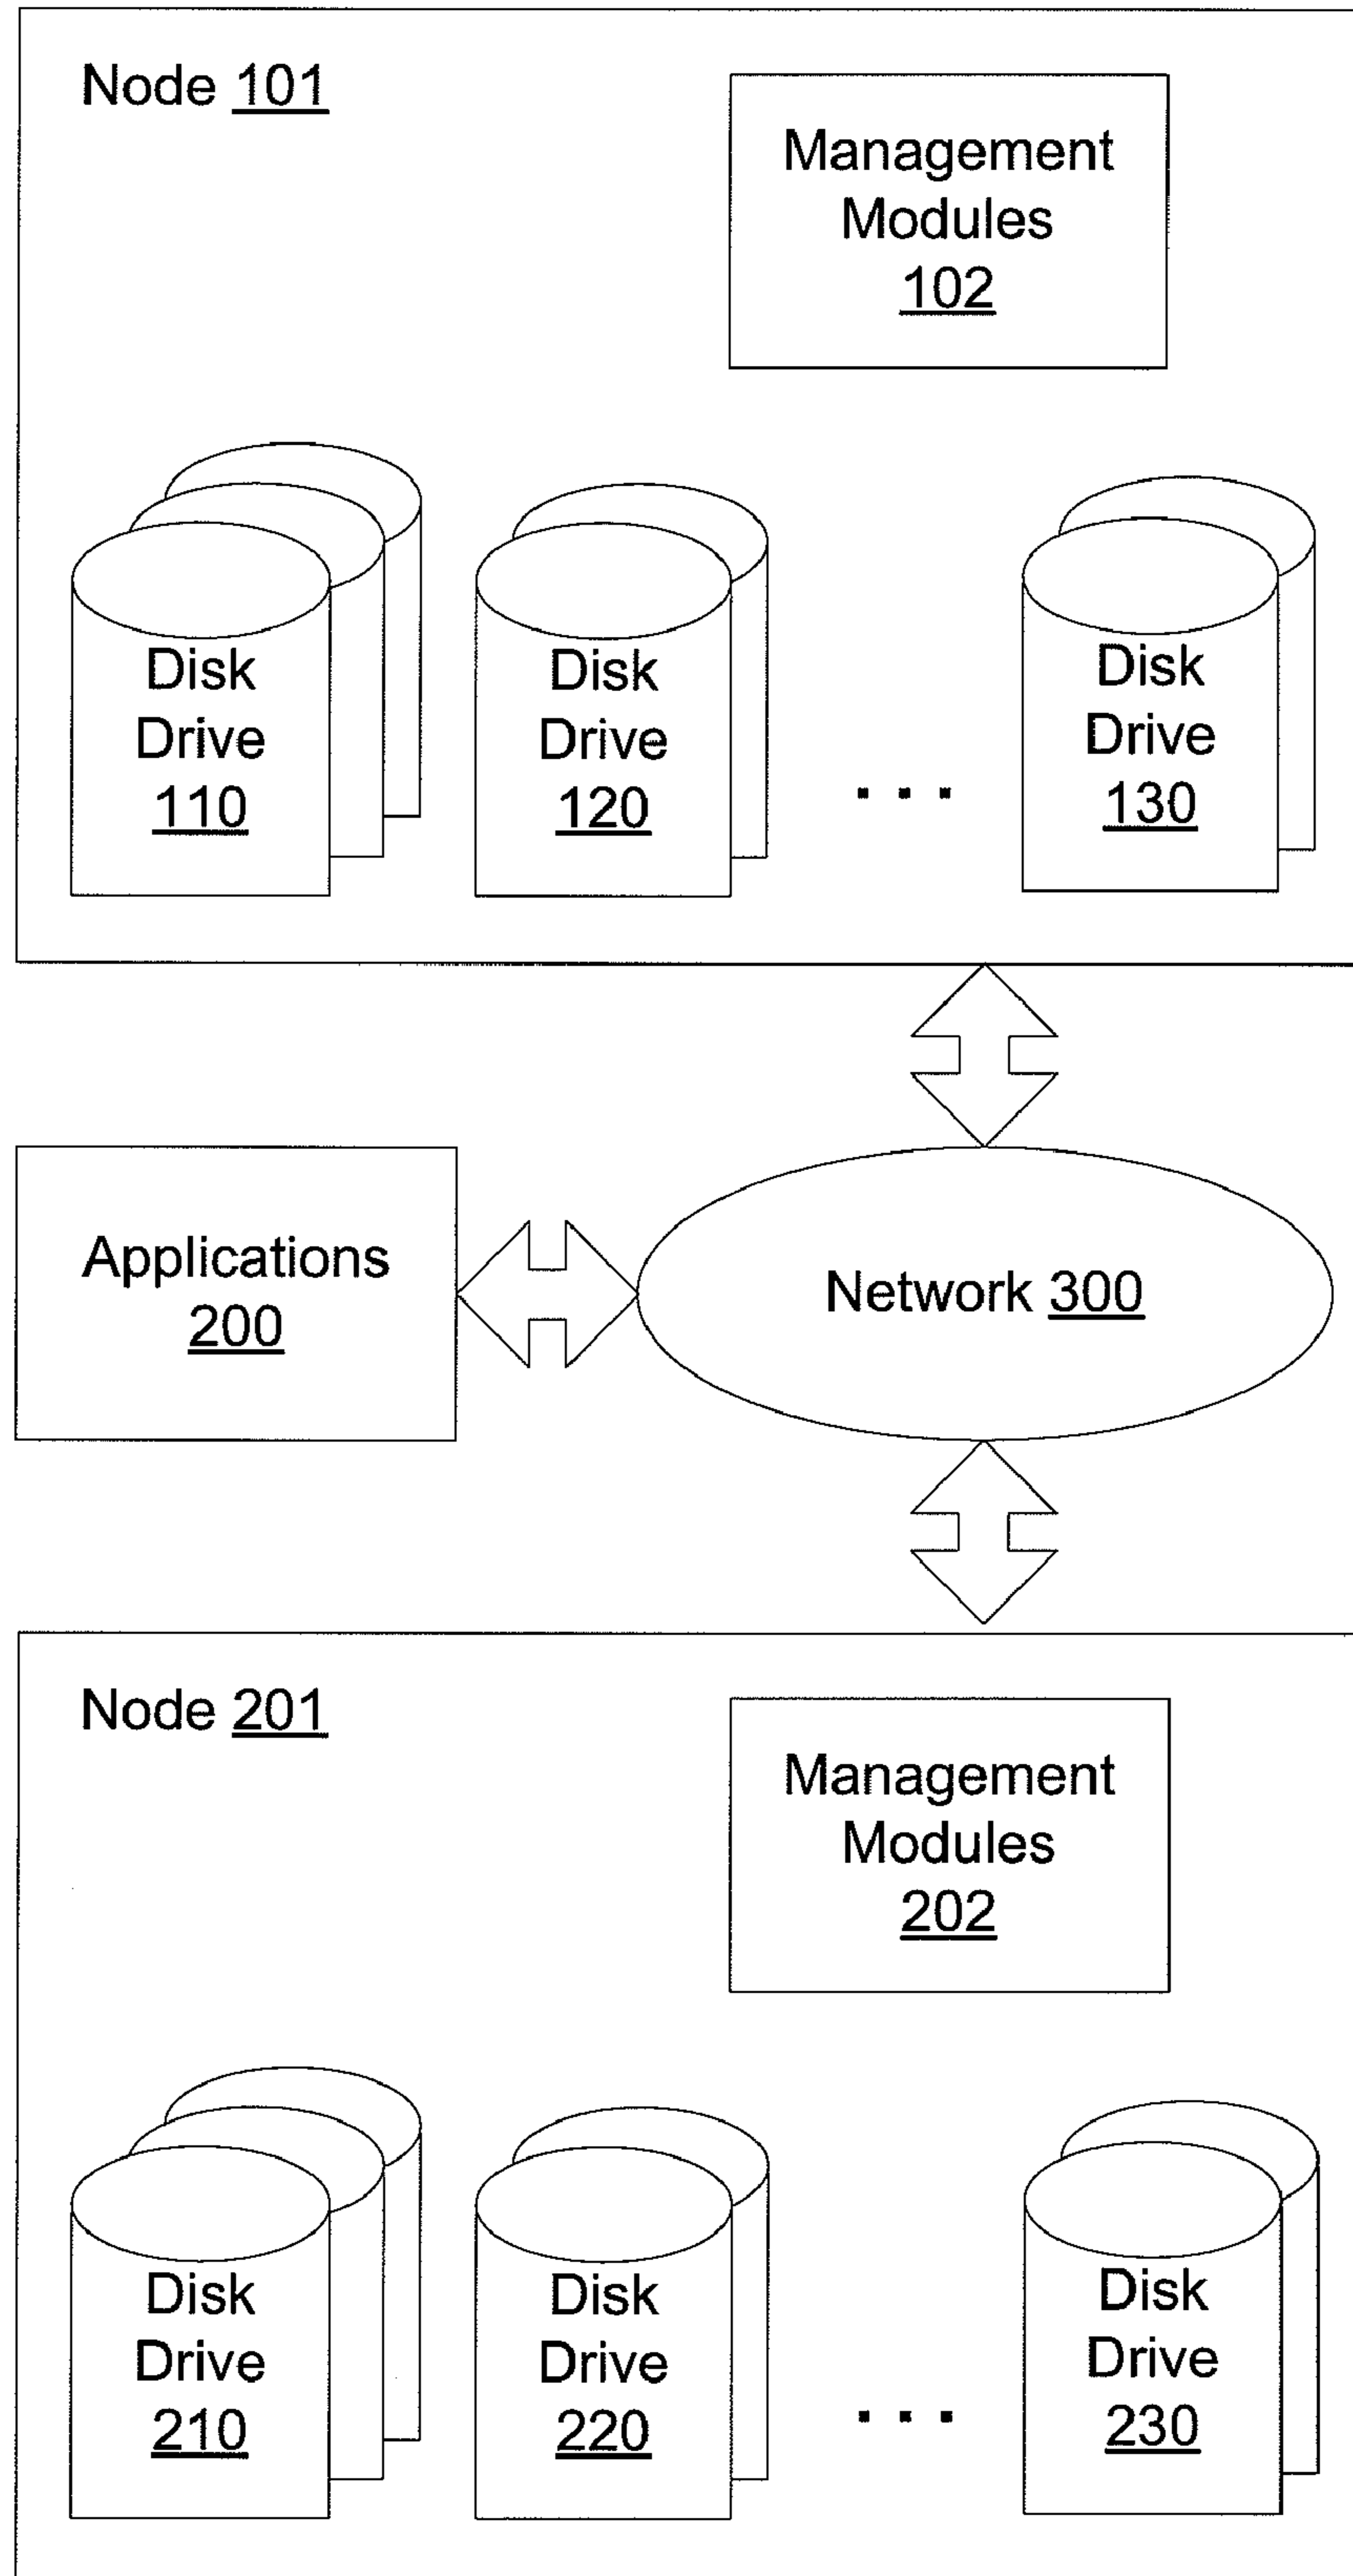 Node 101
Management
Modules
102
Disk
Drive
110
Disk
Drive
120
. . .
Disk
Drive
130
Applications
200
Network 300
Node 201
Management
Modules
202
Disk
Drive
210
Disk
Drive
220
. . .
Disk
Drive
230